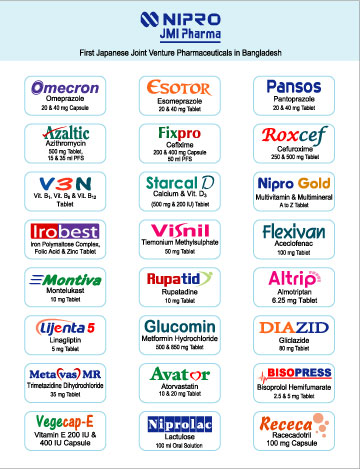 NIPRO
JMI Pharma
First Japanese Joint Venture Pharmaceuticals in Bangladesh
Omecron
Omeprazole
20 & 40 mg Capsule
ESOTOR
Esomeprazole
20 & 40 mg Tablet
Pansos
Pantoprazole
20 & 40 mg Tablet
Azaltic
Azithromycin
500 mg Tablet,
15 & 35 ml PFS
Fixpro
Cefixime
200 & 400 mg Capsule
50 ml PFS
Roxcef
Cefuroxime
250 & 500 mg Tablet
V3N
Vit. B₁, Vit. B₆ & Vit. B₁₂
Tablet
Starcal D
Calcium & Vit. D₃
(500 mg & 200 IU) Tablet
Nipro Gold
Multivitamin & Multimineral
A to Z Tablet
Irobest
Iron Polymaltose Complex,
Folic Acid & Zinc Tablet
Visnil
Tiemonium Methylsulphate
50 mg Tablet
Flexivan
Aceclofenac
100 mg Tablet
Montiva
Montelukast
10 mg Tablet
Rupatid
Rupatadine
10 mg Tablet
Altrip
Almotriptan
6.25 mg Tablet
Lijenta 5
Linagliptin
5 mg Tablet
Glucomin
Metformin Hydrochloride
500 & 850 mg Tablet
DIAZID
Gliclazide
80 mg Tablet
Metavas MR
Trimetazidine Dihydrochloride
35 mg Tablet
Avator
Atorvastatin
10 & 20 mg Tablet
BISOPRESS
Bisoprolol Hemifumarate
2.5 & 5 mg Tablet
Vegecap-E
Vitamin E 200 IU &
400 IU Capsule
Niprolac
Lactulose
100 ml Oral Solution
Receca
Racecadotril
100 mg Capsule